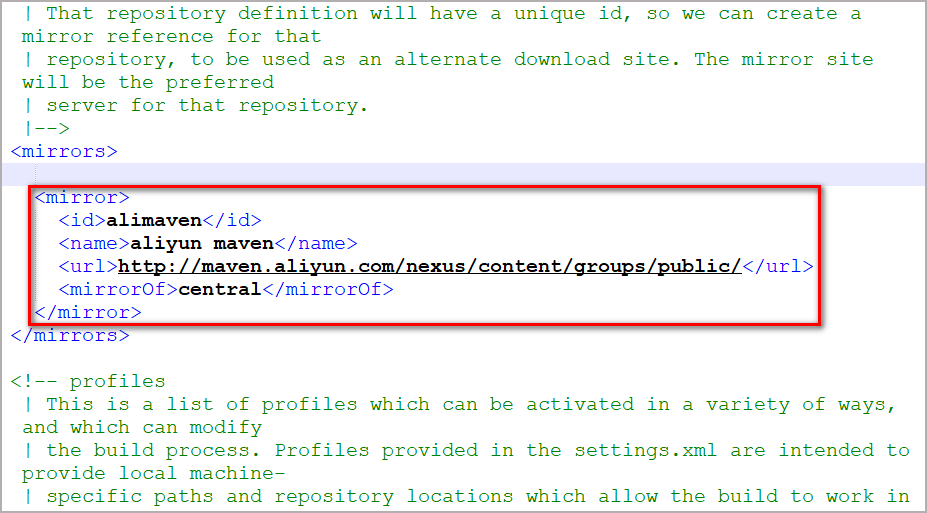 | That repository definition will have a unique id, so we can create a
mirror reference for that
| repository, to be used as an alternate download site. The mirror site
will be the preferred
| server for that repository.
|-->
<mirrors>
<mirror>
<id>alimaven</id>
<name>aliyun maven</name>
<url>http://maven.aliyun.com/nexus/content/groups/public/</url>
<mirrorOf>central</mirrorOf>
</mirror>
</mirrors>
<!-- profiles
| This is a list of profiles which can be activated in a variety of ways,
and which can modify
| the build process. Profiles provided in the settings.xml are intended to
provide local machine-
| specific paths and repository locations which allow the build to work in